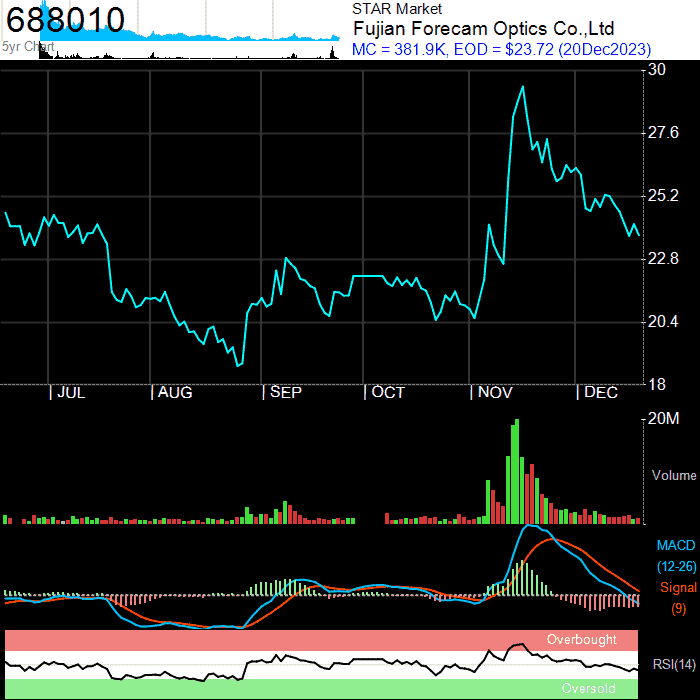 688010
5yr Chart
STAR Market
Fujian Forecam Optics Co.,Ltd
MC = 381.9K, EOD = $23.72 (20Dec2023)
30
27.6
25.2
22.8
20.4
18
JUL
AUG
SEP
OCT
NOV
DEC
20M
Volume
MACD
(12-26)
Signal
(9)
Overbought
RSI(14)
Oversold